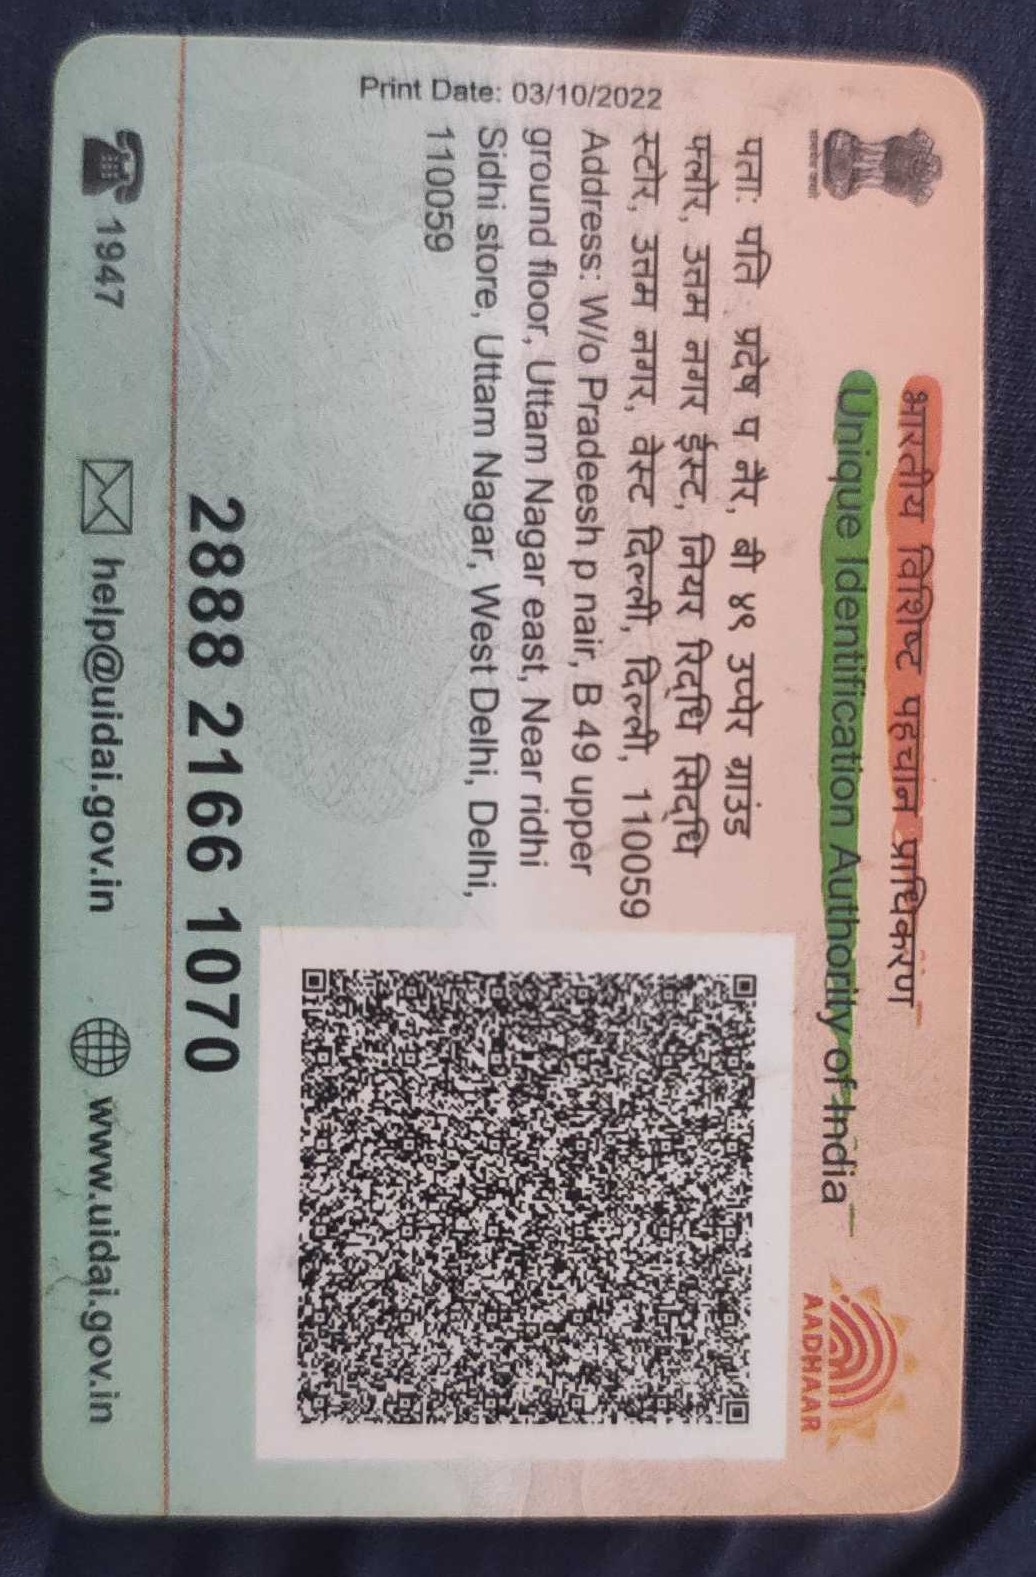 भारतीय विशिष्ट पहचान प्राधिकरण
Unique Identification Authority of India
AADHAAR
Print Date: 03/10/2022
पता: पति प्रदेष प नैर, बी ४९ उप्पेर ग्राउंड
फ्लोर, उत्तम नगर ईस्ट, नियर रिद्धि सिद्धि
स्टोर, उत्तम नगर, वेस्ट दिल्ली, दिल्ली, 110059
Address: W/o Pradeesh p nair, B 49 upper
ground floor, Uttam Nagar east, Near ridhi
Sidhi store, Uttam Nagar, West Delhi, Delhi,
110059
2888 2166 1070
1947
help@uidai.gov.in
www.uidai.gov.in